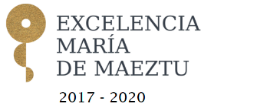 EXCELENCIA
MARÍA
DE MAEZTU
2017 - 2020